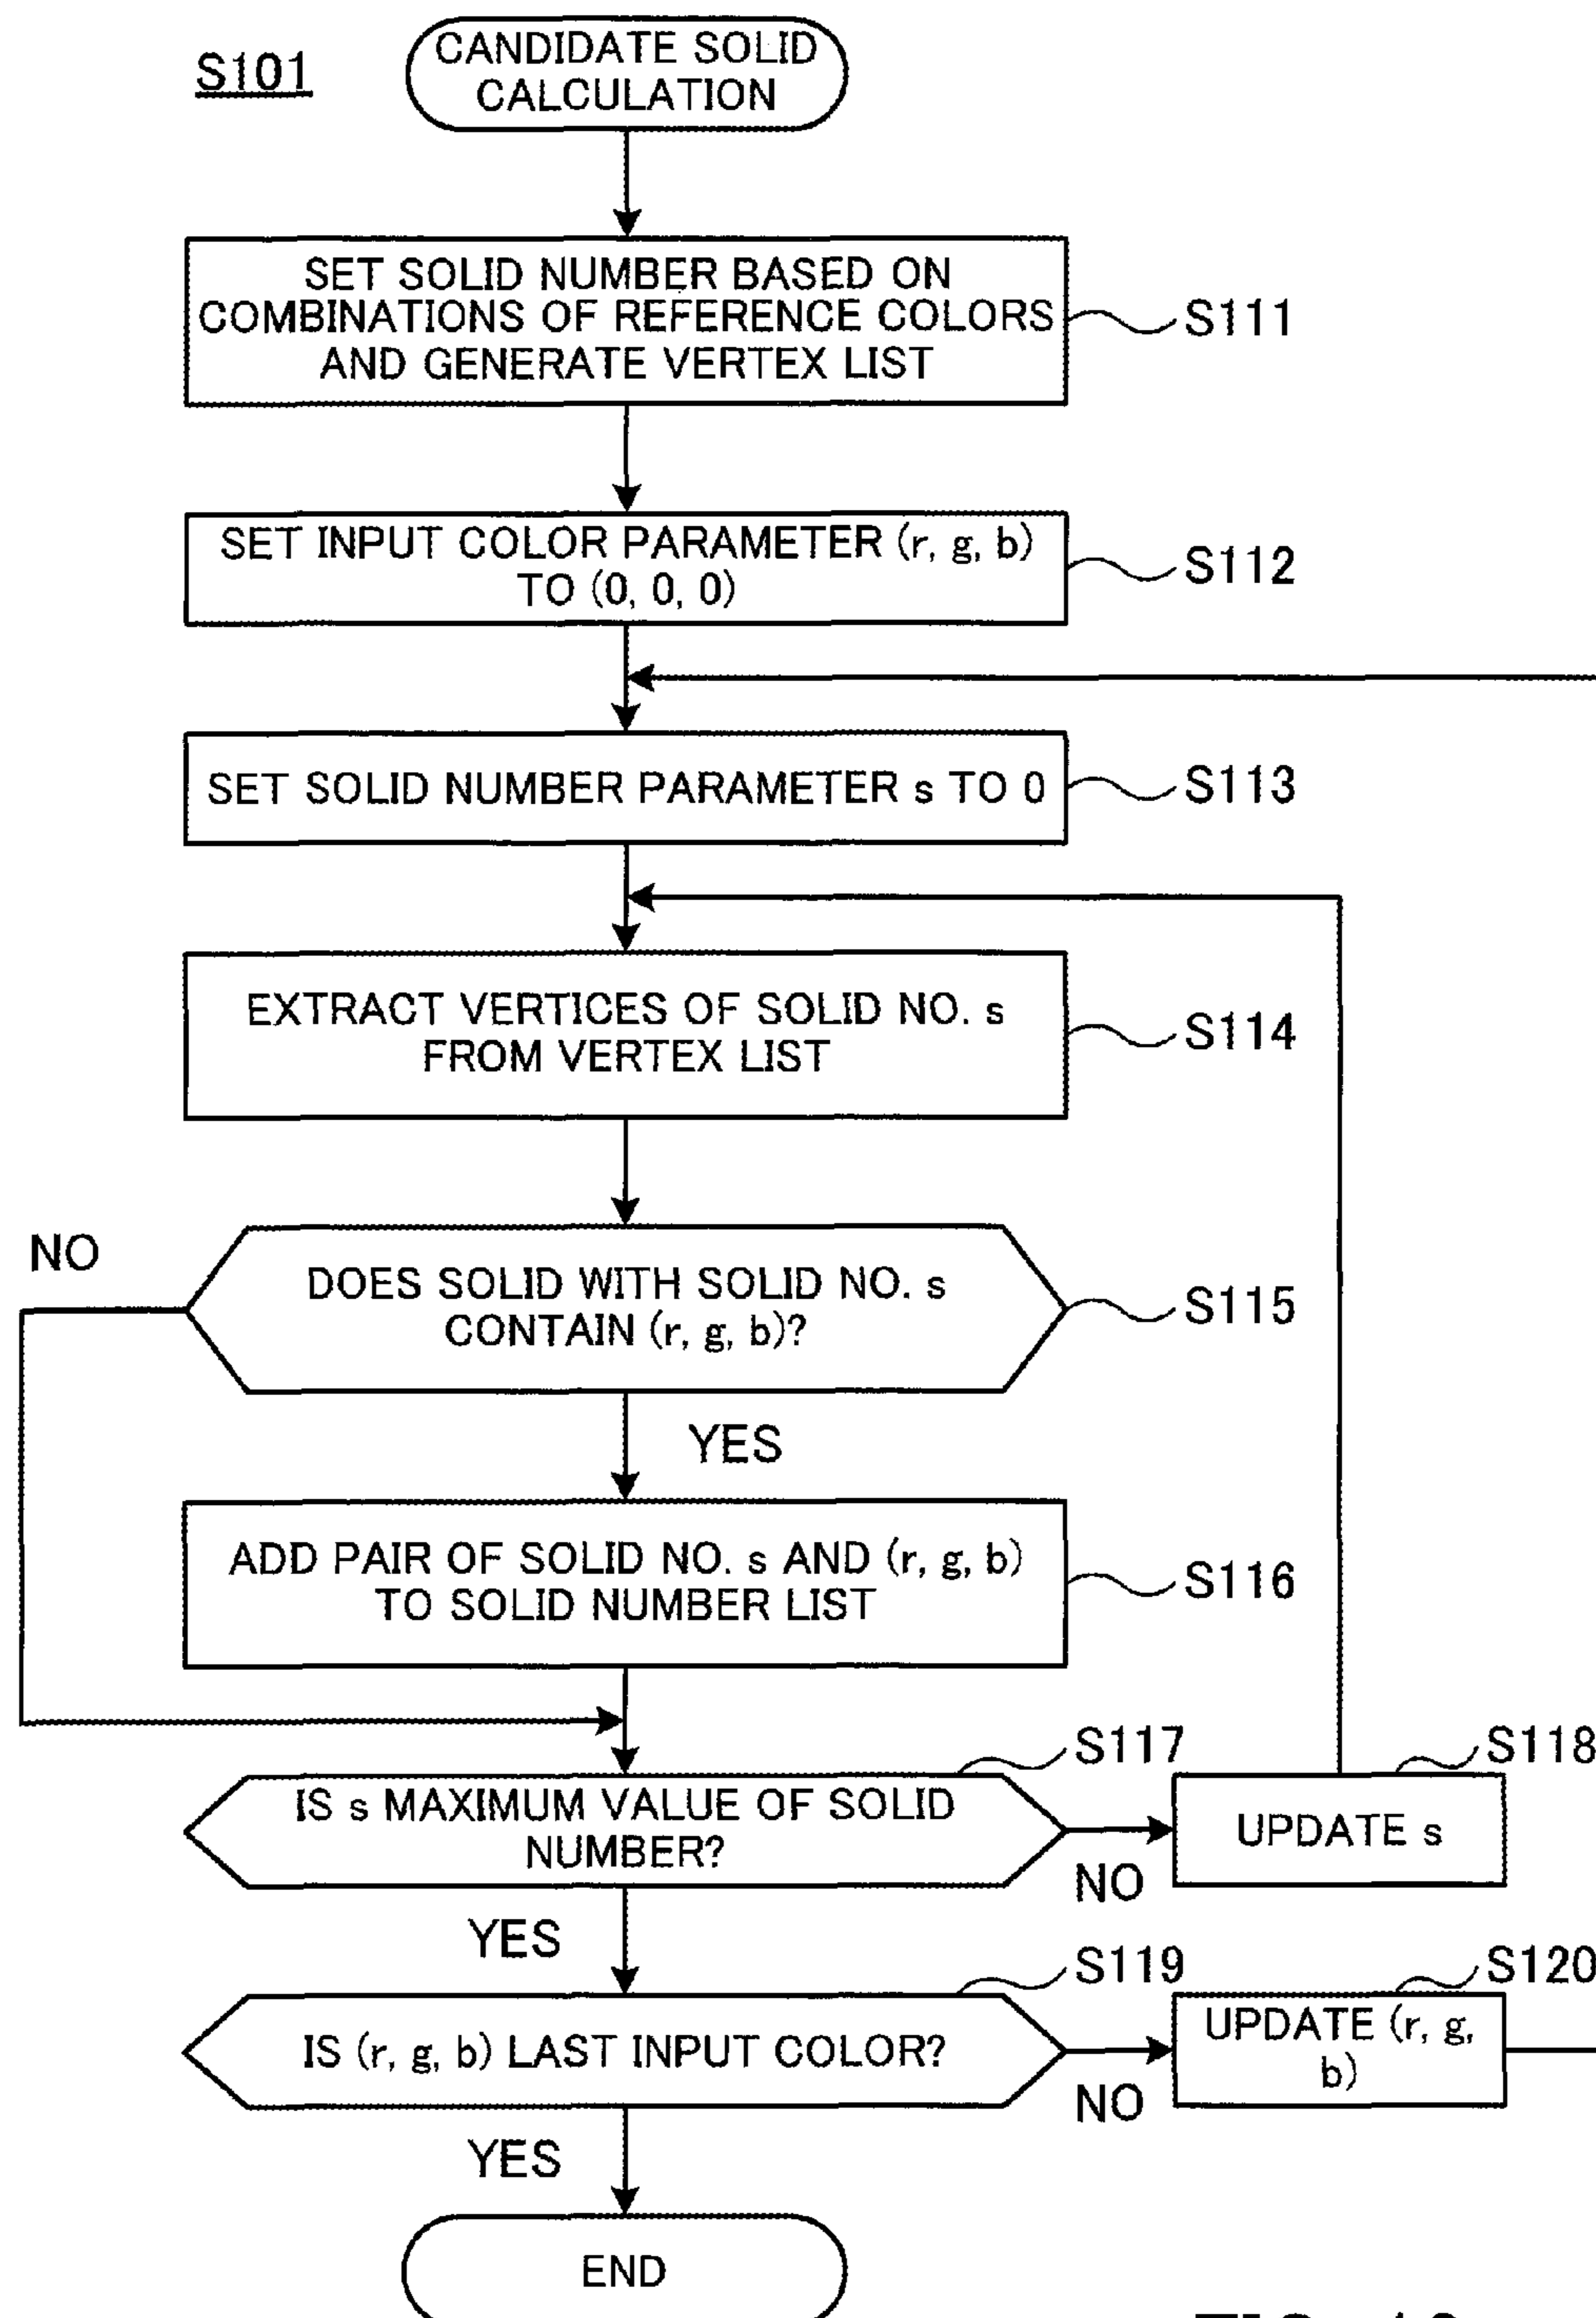 S101
CANDIDATE SOLID
CALCULATION
SET SOLID NUMBER BASED ON
COMBINATIONS OF REFERENCE COLORS
AND GENERATE VERTEX LIST
S111
SET INPUT COLOR PARAMETER (r, g, b)
TO (0, 0, 0)
S112
SET SOLID NUMBER PARAMETER s TO 0
S113
EXTRACT VERTICES OF SOLID NO. s
FROM VERTEX LIST
S114
NO
DOES SOLID WITH SOLID NO. s
CONTAIN (r, g, b)?
S115
YES
ADD PAIR OF SOLID NO. s AND (r, g, b)
TO SOLID NUMBER LIST
S116
S117
IS s MAXIMUM VALUE OF SOLID
NUMBER?
NO
S118
UPDATE s
YES
S119
IS (r, g, b) LAST INPUT COLOR?
NO
S120
UPDATE (r, g,
b)
YES
END